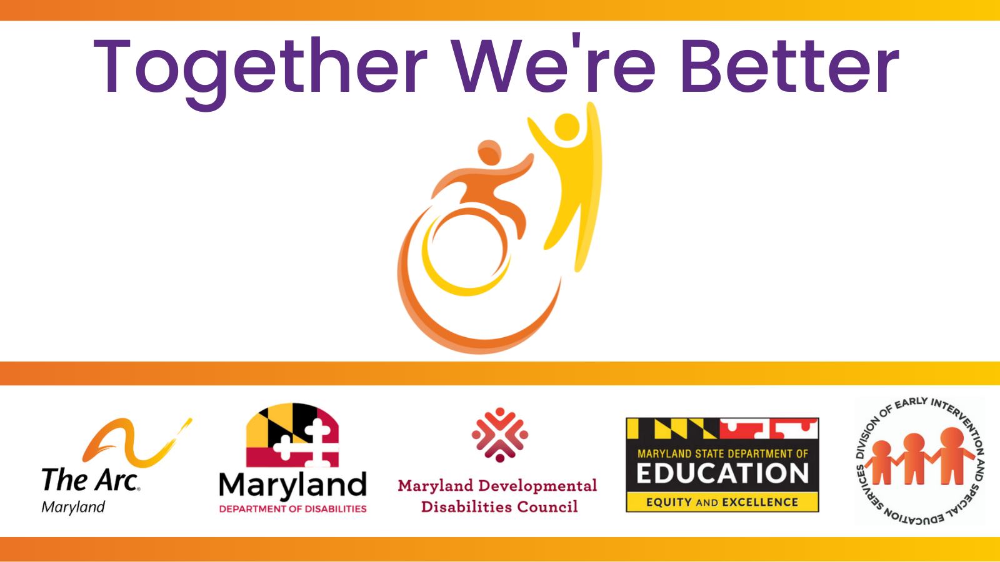 Together We're Better
The Arc®
Maryland
Maryland
DEPARTMENT OF DISABILITIES
Maryland Developmental
Disabilities Council
MARYLAND STATE DEPARTMENT OF
EDUCATION
EQUITY AND EXCELLENCE
DIVISION OF EARLY INTERVENTION AND SPECIAL EDUCATION SERVICES